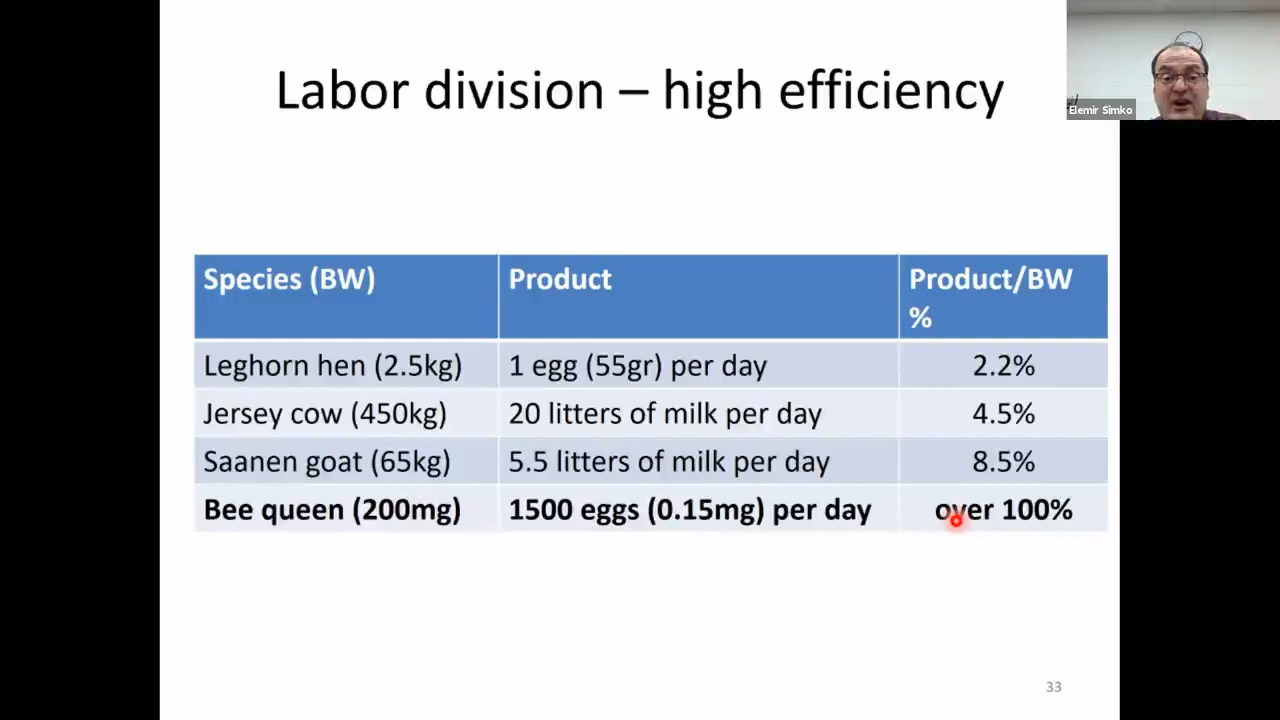 Labor division – high efficiency
Elemir Simko
Species (BW) Product Product/BW
%
Leghorn hen (2.5kg) 1 egg (55gr) per day 2.2%
Jersey cow (450kg) 20 litters of milk per day 4.5%
Saanen goat (65kg) 5.5 litters of milk per day 8.5%
Bee queen (200mg) 1500 eggs (0.15mg) per day over 100%
33